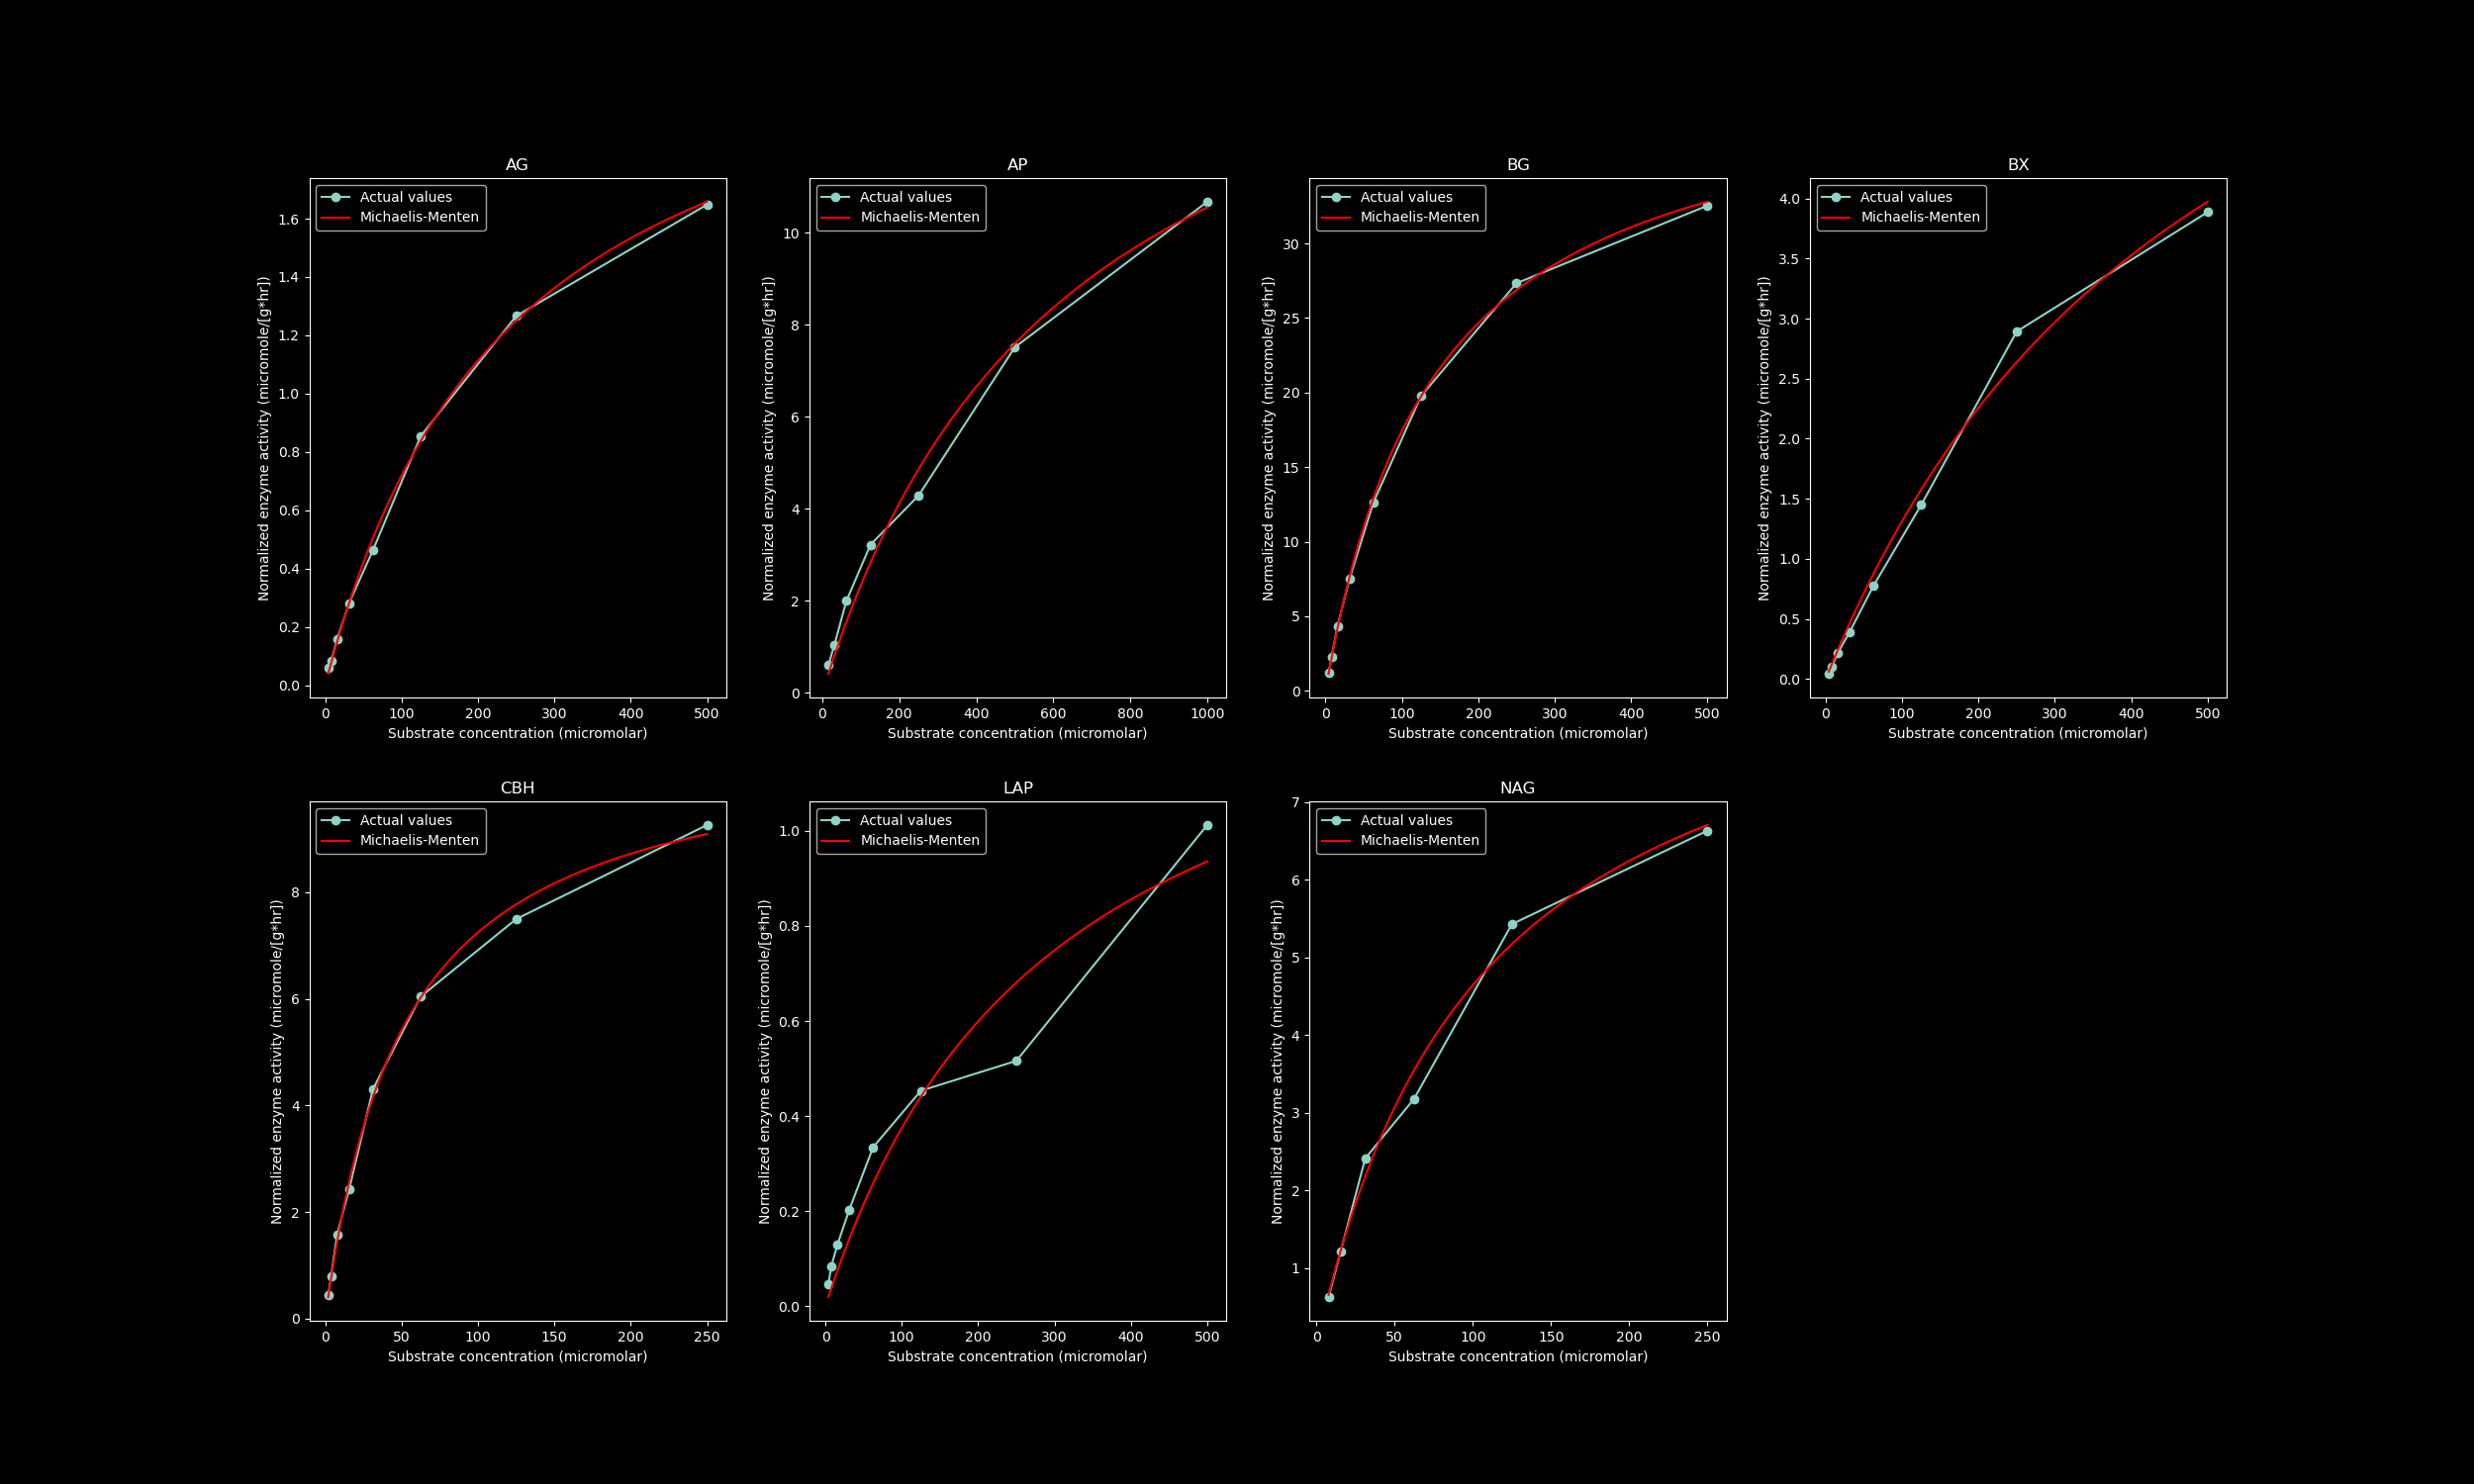 AG
Actual values
Michaelis-Menten
1.6
1.4
1.2
1.0
0.8
0.6
0.4
0.2
0.0
Normalized enzyme activity (micromole/[g*hr])
0 100 200 300 400 500
Substrate concentration (micromolar)
AP
Actual values
Michaelis-Menten
10
8
6
4
2
0
Normalized enzyme activity (micromole/[g*hr])
0 200 400 600 800 1000
Substrate concentration (micromolar)
BG
Actual values
Michaelis-Menten
30
25
20
15
10
5
0
Normalized enzyme activity (micromole/[g*hr])
0 100 200 300 400 500
Substrate concentration (micromolar)
BX
Actual values
Michaelis-Menten
4.0
3.5
3.0
2.5
2.0
1.5
1.0
0.5
0.0
Normalized enzyme activity (micromole/[g*hr])
0 100 200 300 400 500
Substrate concentration (micromolar)
CBH
Actual values
Michaelis-Menten
8
6
4
2
0
Normalized enzyme activity (micromole/[g*hr])
0 50 100 150 200 250
Substrate concentration (micromolar)
LAP
Actual values
Michaelis-Menten
1.0
0.8
0.6
0.4
0.2
0.0
Normalized enzyme activity (micromole/[g*hr])
0 100 200 300 400 500
Substrate concentration (micromolar)
NAG
Actual values
Michaelis-Menten
7
6
5
4
3
2
1
Normalized enzyme activity (micromole/[g*hr])
0 50 100 150 200 250
Substrate concentration (micromolar)